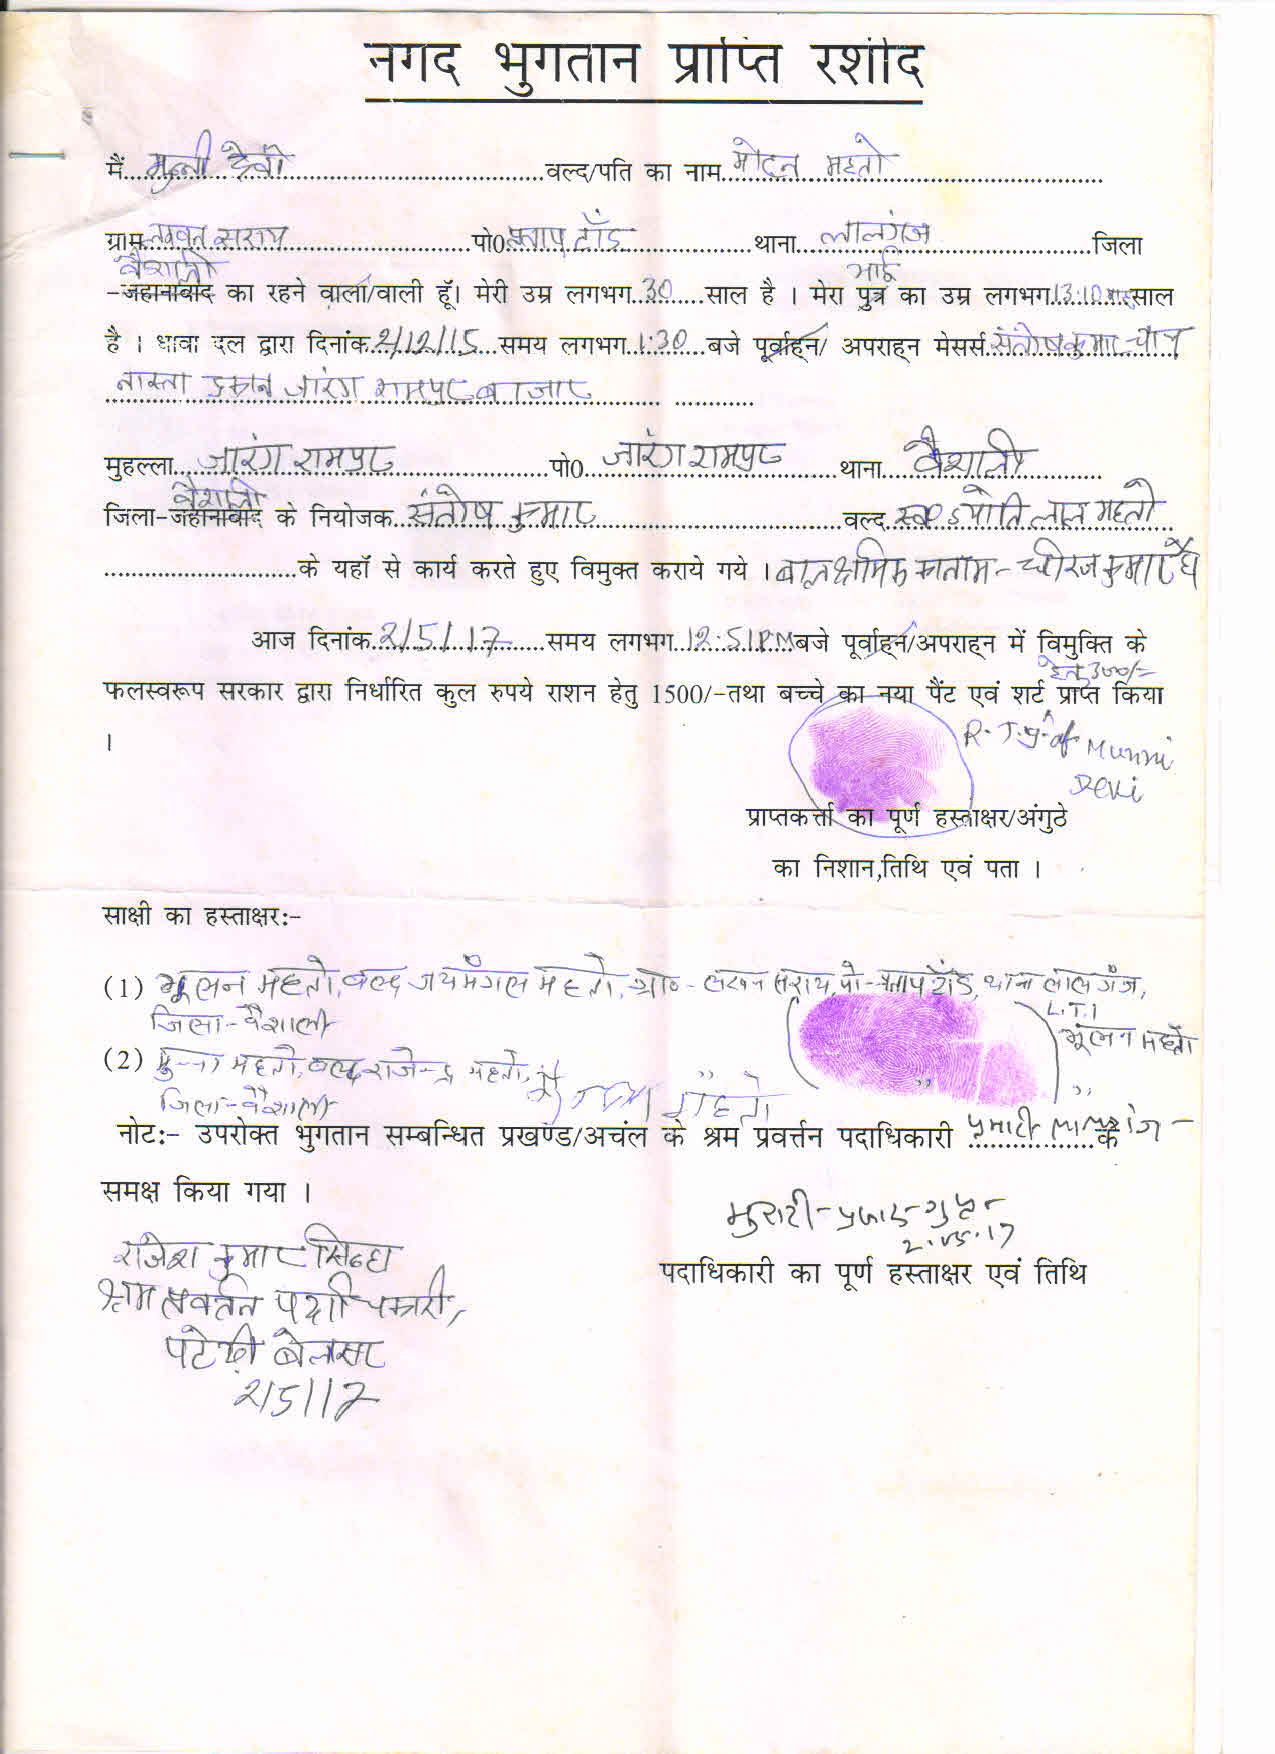 नगद भुगतान प्राप्ति रशीद
मैं मुन्नी देवी वल्द/पति का नाम मोहन महतो
ग्राम सराय पो0 प्रताप टाँड थाना लालगंज जिला
वैशाली भाई
-जहानाबाद का रहने वाला/वाली हूँ। मेरी उम्र लगभग 30 साल है । मेरा पुत्र का उम्र लगभग 13:10 माह साल
है । धावा दल द्वारा दिनांक 2/12/15 समय लगभग 1:30 बजे पूर्वाह्न/ अपराह्न मेसर्स संतोष कुमार चाय
नास्ता दुकान जारंग रामपुर बाजार
मुहल्ला जारंग रामपुर पो0 जारंग रामपुर थाना वैशाली
वैशाली
जिला-जहानाबाद के नियोजक संतोष कुमार वल्द स्व0 ज्योति लाल महतो
के यहाँ से कार्य करते हुए विमुक्त कराये गये । बाल श्रमिक का नाम - धीरज कुमार है
आज दिनांक 2/5/17 समय लगभग 12:51 PM बजे पूर्वाह्न/अपराह्न में विमुक्ति के
हेतु 300/-
फलस्वरूप सरकार द्वारा निर्धारित कुल रुपये राशन हेतु 1500/-तथा बच्चे का नया पैंट एवं शर्ट प्राप्त किया
।
R. T. I of Munni
Devi
प्राप्तकर्त्ता का पूर्ण हस्ताक्षर/अंगुठे
का निशान,तिथि एवं पता ।
साक्षी का हस्ताक्षर:-
(1) भूलन महतो, वल्द जयमंगल महतो, ग्रा०- लखन सराय, पो- प्रताप टाँड, थाना लाल गंज,
जिला - वैशाली
L.T.I
भूलन महतो
(2) मुन्ना महतो, वल्द राजेन्द्र महतो, ,, ,,
जिला - वैशाली
मुन्ना महतो
नोट:- उपरोक्त भुगतान सम्बन्धित प्रखण्ड/अचंल के श्रम प्रवर्त्तन पदाधिकारी प्रभारी लालगंज के
समक्ष किया गया ।
मुरारी प्रसाद गुप्त
2.05.17
पदाधिकारी का पूर्ण हस्ताक्षर एवं तिथि
राजेश कुमार सिन्हा
श्रम प्रवर्तन पदाधिकारी,
पटेढ़ी बेलसर
2/5/17